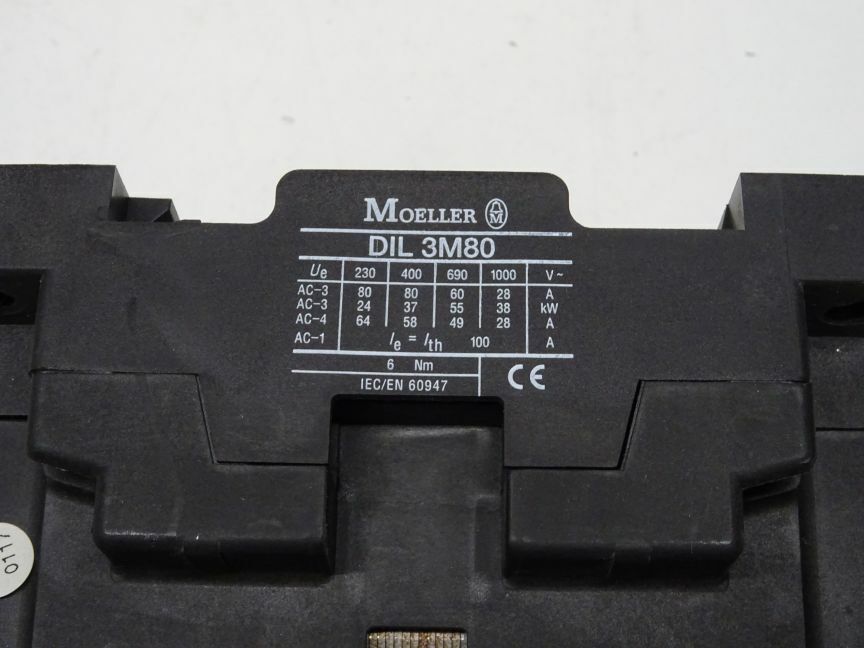 MOELLER M
DIL 3M80
Ue 230 400 690 1000 V~
AC-3 80 80 60 28 A
AC-3 24 37 55 38 kW
AC-4 64 58 49 28 A
AC-1 Ie = Ith 100 A
6 Nm
IEC/EN 60947
CE